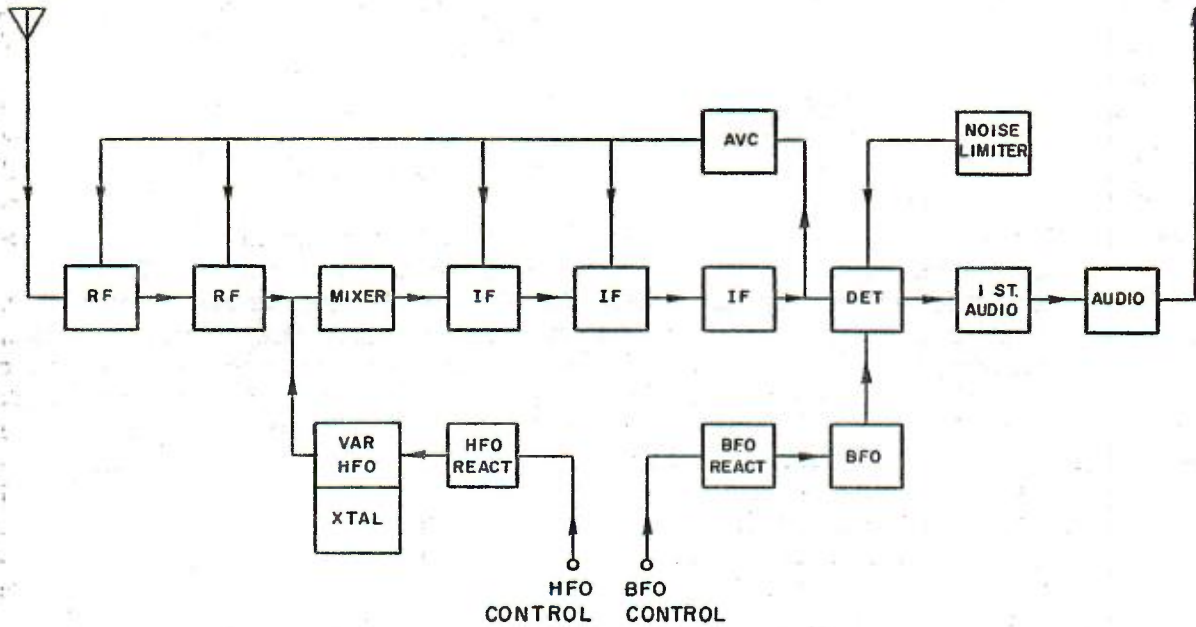 AVC
NOISE
LIMITER
RF
RF
MIXER
IF
IF
IF
DET
1 ST.
AUDIO
AUDIO
VAR
HFO
XTAL
HFO
REACT
BFO
REACT
BFO
HFO
CONTROL
BFO
CONTROL